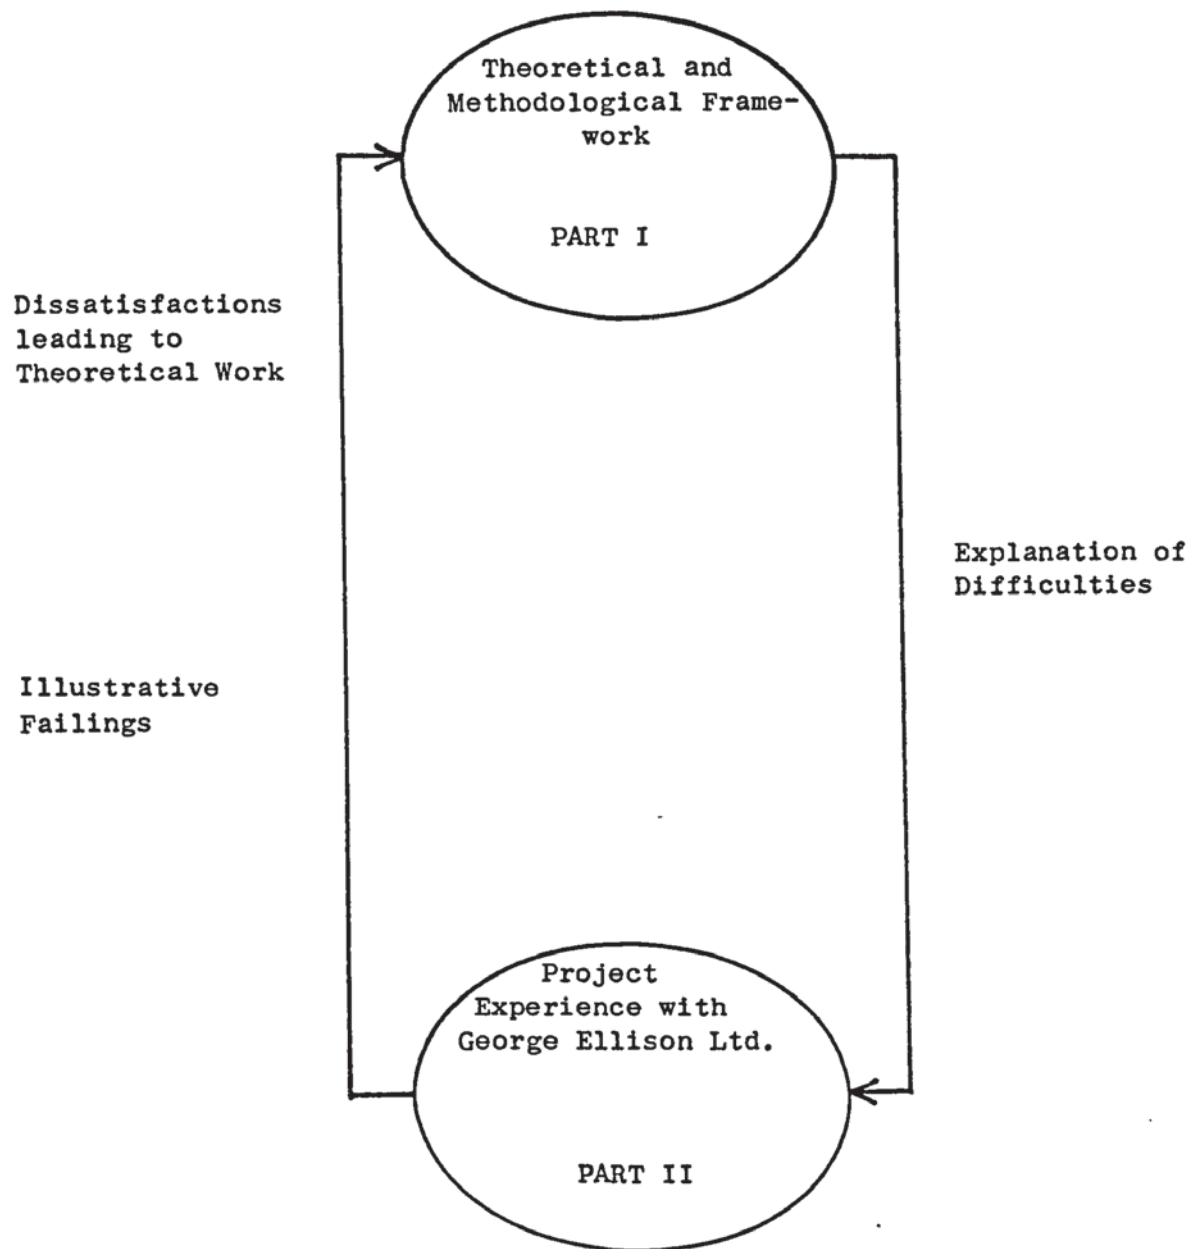 Theoretical and
Methodological Frame-
work
PART I
Dissatisfactions
leading to
Theoretical Work
Explanation of
Difficulties
Illustrative
Failings
Project
Experience with
George Ellison Ltd.
PART II